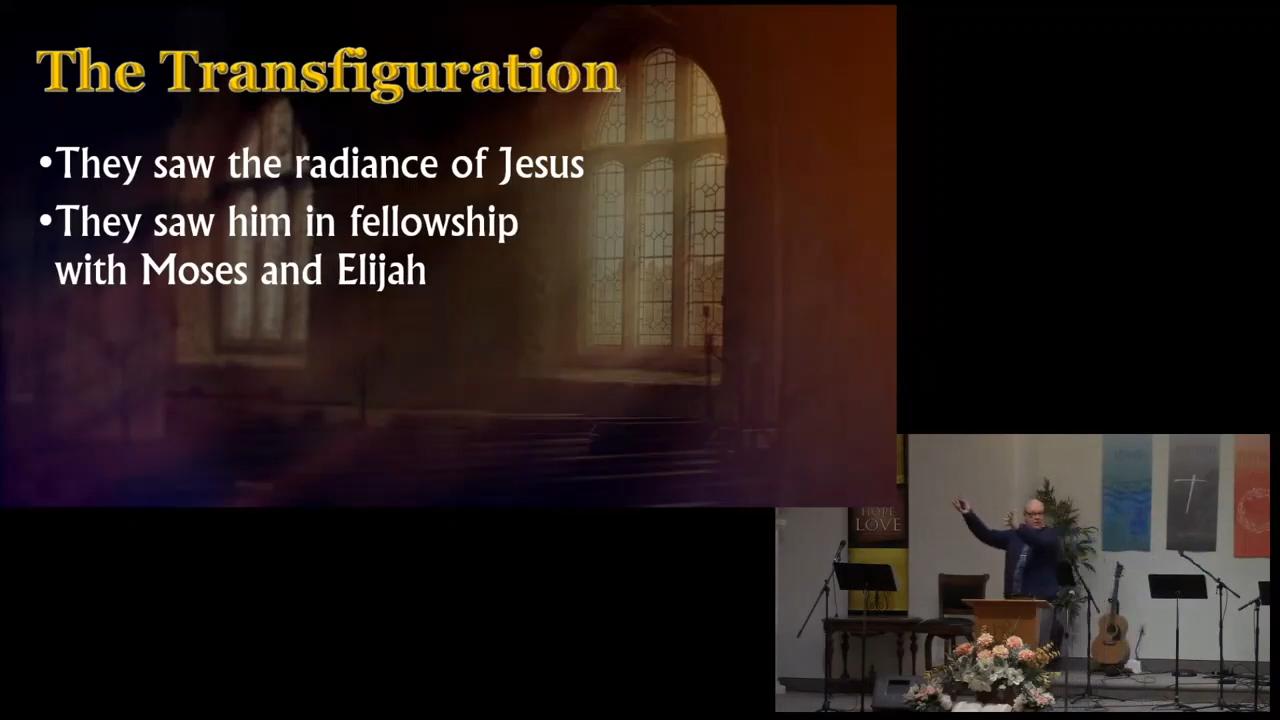 The Transfiguration
•They saw the radiance of Jesus
•They saw him in fellowship
with Moses and Elijah
HOPE
LOVE